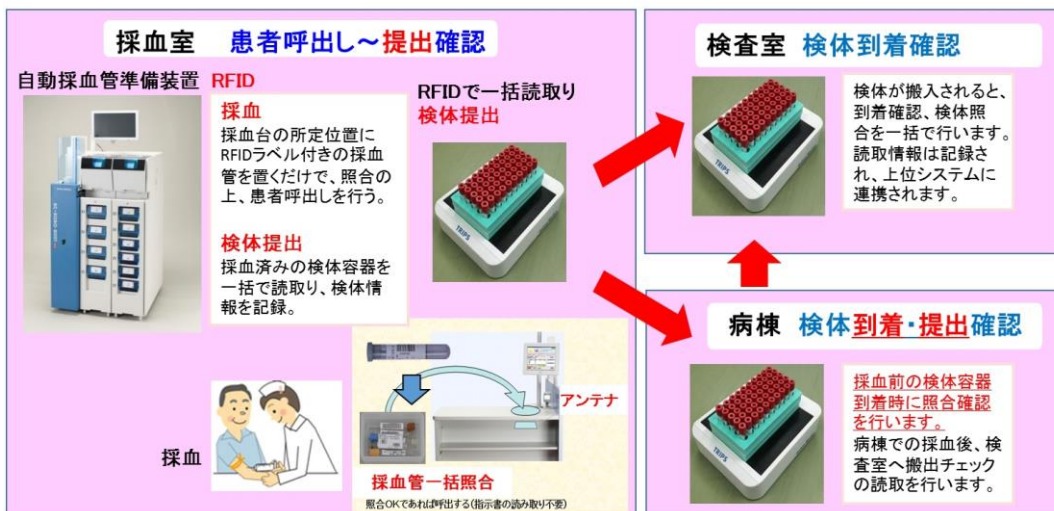 採血室 患者呼出し～提出確認
自動採血管準備装置 RFID
採血
採血台の所定位置に
RFIDラベル付きの採血
管を置くだけで、照合の
上、患者呼出しを行う。
検体提出
採血済みの検体容器を
一括で読取り、検体情
報を記録。
RFIDで一括読取り
検体提出
TRIPS
採血
アンテナ
採血管一括照合
照合OKであれば呼出する(指示書の読み取り不要)
検査室 検体到着確認
TRIPS
検体が搬入されると、
到着確認、検体照
合を一括で行います。
読取情報は記録さ
れ、上位システムに
連携されます。
病棟 検体到着・提出確認
TRIPS
採血前の検体容器
到着時に照合確認
を行います。
病棟での採血後、検
査室へ搬出チェック
の読取を行います。